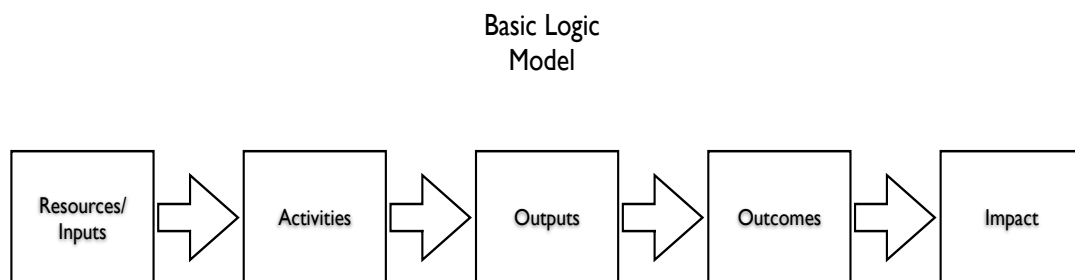 Basic Logic
Model
Resources/
Inputs
Activities
Outputs
Outcomes
Impact